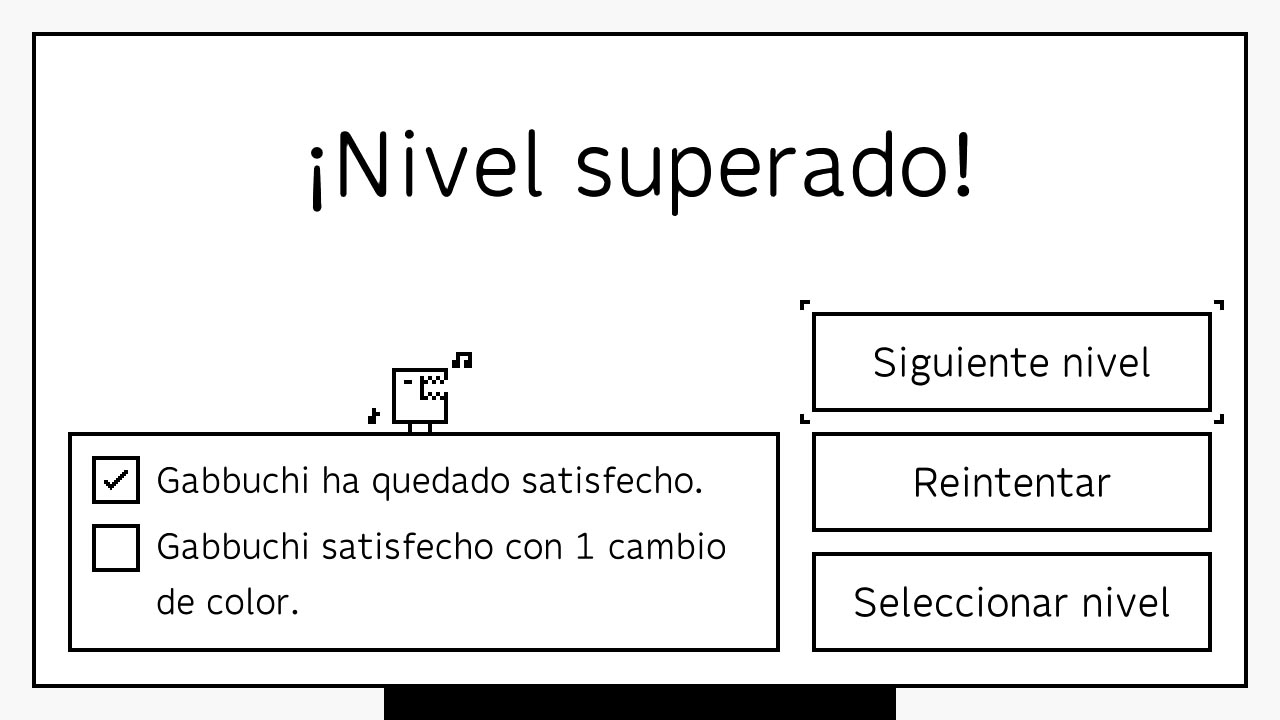 ¡Nivel superado!
Gabbuchi ha quedado satisfecho.
Gabbuchi satisfecho con 1 cambio
de color.
Siguiente nivel
Reintentar
Seleccionar nivel